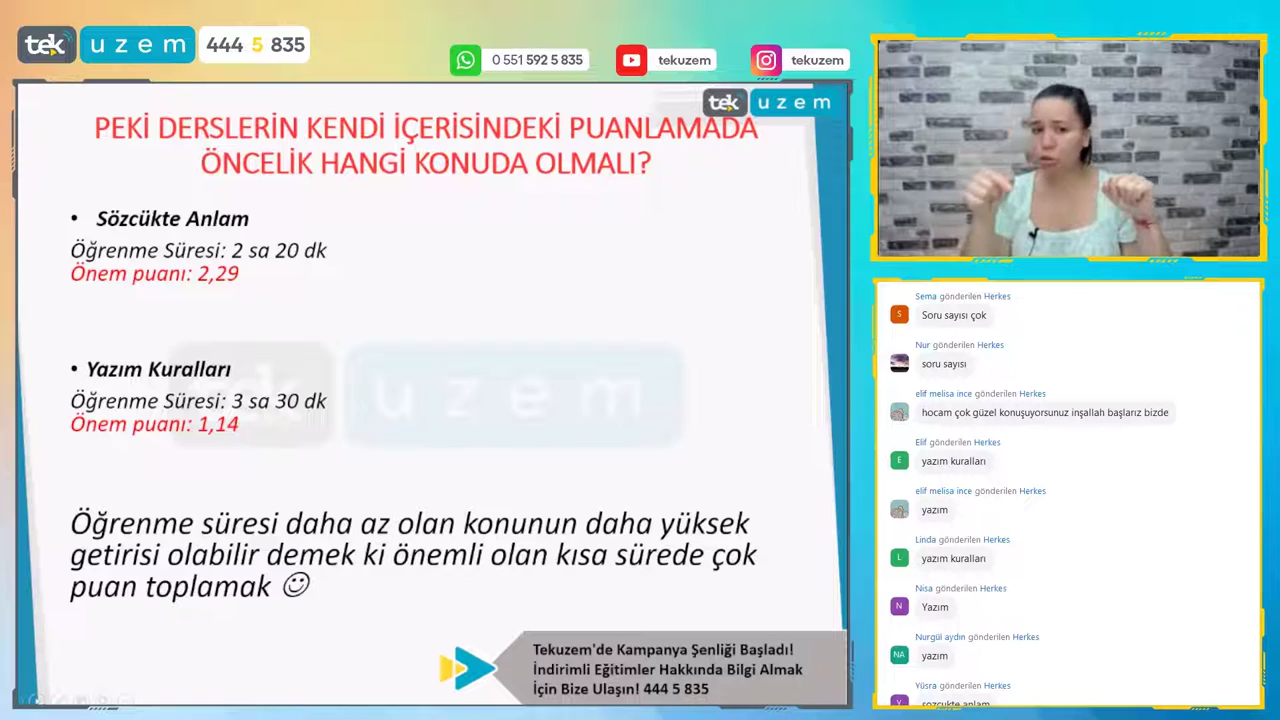 tek uzem 444 5 835
0 551 592 5 835 tekuzem tekuzem
tek uzem
PEKİ DERSLERİN KENDİ İÇERİSİNDEKİ PUANLAMADA
ÖNCELİK HANGİ KONUDA OLMALI?
• Sözcükte Anlam
Öğrenme Süresi: 2 sa 20 dk
Önem puanı: 2,29
• Yazım Kuralları
Öğrenme Süresi: 3 sa 30 dk
Önem puanı: 1,14
tek uzem
Öğrenme süresi daha az olan konunun daha yüksek
getirisi olabilir demek ki önemli olan kısa sürede çok
puan toplamak ☺
Tekuzem'de Kampanya Şenliği Başladı!
İndirimli Eğitimler Hakkında Bilgi Almak
İçin Bize Ulaşın! 444 5 835
Sema gönderilen Herkes
S Soru sayısı çok
Nur gönderilen Herkes
soru sayısı
elif melisa ince gönderilen Herkes
hocam çok güzel konuşuyorsunuz inşallah başlarız bizde
Elif gönderilen Herkes
E yazım kuralları
elif melisa ince gönderilen Herkes
yazım
Linda gönderilen Herkes
L yazım kuralları
Nisa gönderilen Herkes
N Yazım
Nurgül aydın gönderilen Herkes
NA yazım
Yüsra gönderilen Herkes
Y sozcukte anlam